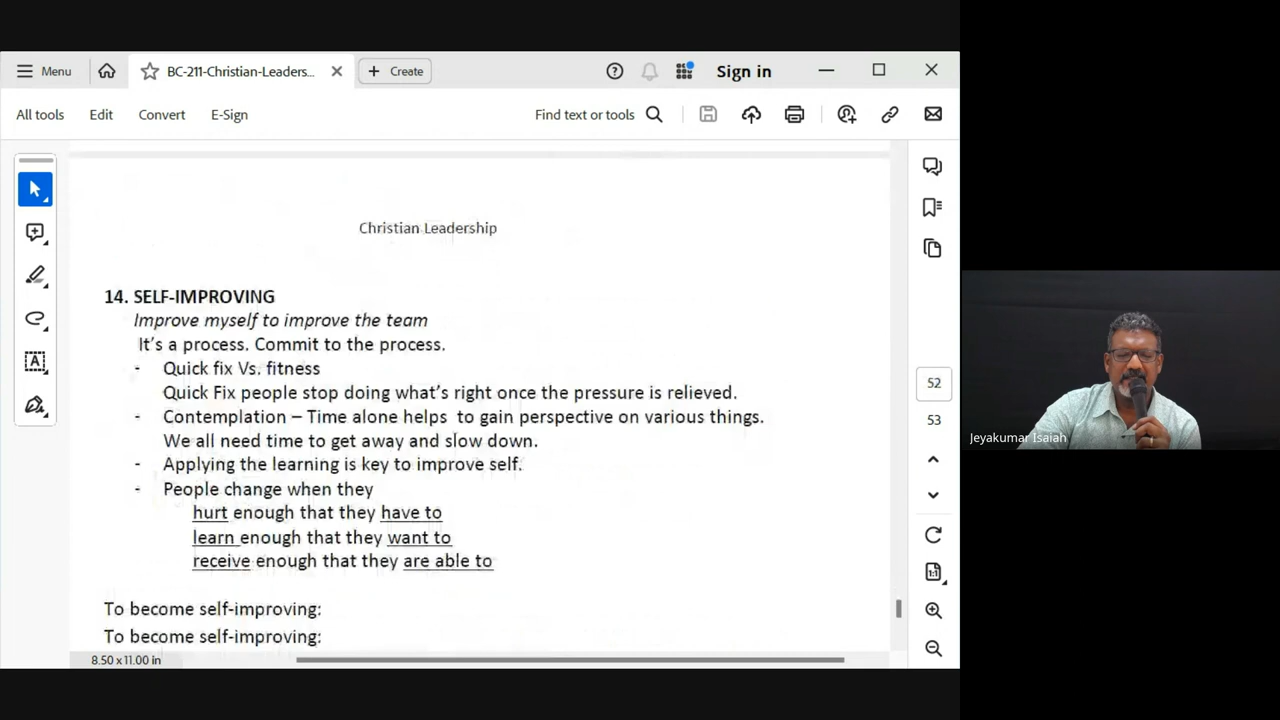 Menu
BC-211-Christian-Leaders...
Create
Sign in
All tools
Edit
Convert
E-Sign
Find text or tools
Christian Leadership
14. SELF-IMPROVING
Improve myself to improve the team
It's a process. Commit to the process.
- Quick fix Vs. fitness
Quick Fix people stop doing what's right once the pressure is relieved.
- Contemplation – Time alone helps to gain perspective on various things.
We all need time to get away and slow down.
- Applying the learning is key to improve self.
- People change when they
hurt enough that they have to
learn enough that they want to
receive enough that they are able to
To become self-improving:
To become self-improving:
8.50 x 11.00 in
52
53
1:1
Jeyakumar Isaiah